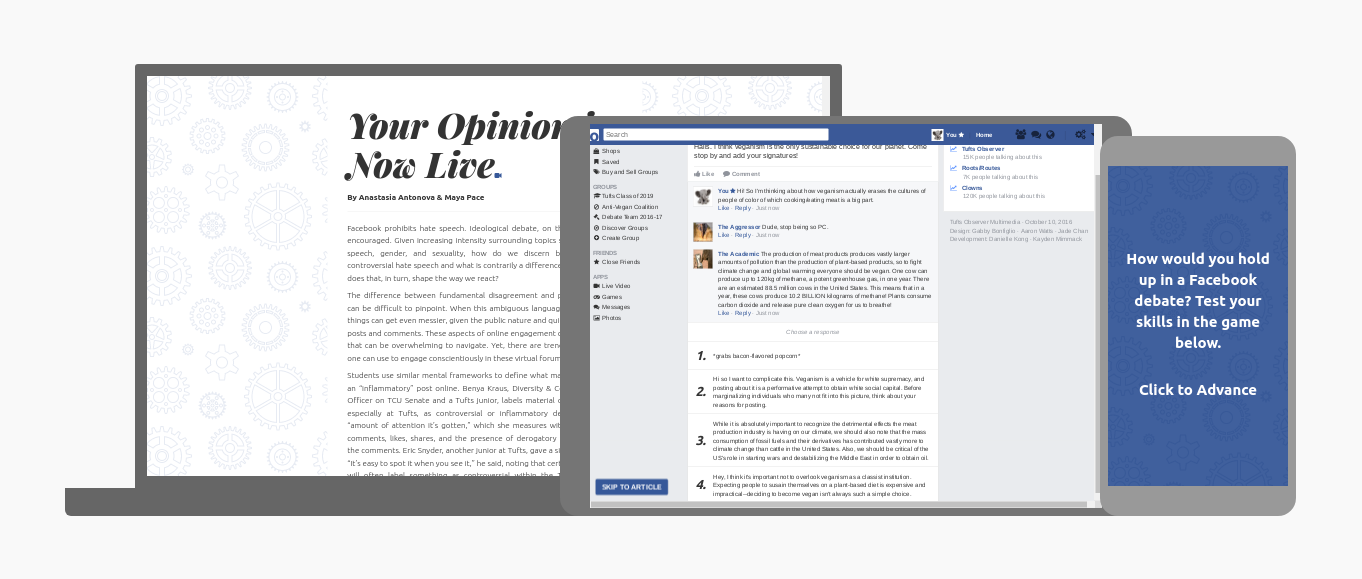 Your Opinion
Now Live.
By Anastasia Antonova & Maya Pace
Facebook prohibits hate speech. Ideological debate, on th
encouraged. Given increasing intensity surrounding topics s
speech, gender, and sexuality, how do we discern b
controversial hate speech and what is contrarily a difference
does that, in turn, shape the way we react?
The difference between fundamental disagreement and p
can be difficult to pinpoint. When this ambiguous languag
things can get even messier, given the public nature and qui
posts and comments. These aspects of online engagement c
that can be overwhelming to navigate. Yet, there are tren
one can use to engage conscientiously in these virtual forum
Students use similar mental frameworks to define what ma
an "inflammatory" post online. Benya Kraus, Diversity & C
Officer on TCU Senate and a Tufts junior, labels material c
especially at Tufts, as controversial or inflammatory de
"amount of attention it's gotten," which she measures wit
comments, likes, shares, and the presence of derogatory
the comments. Eric Snyder, another junior at Tufts, gave a si
"It's easy to spot it when you see it," he said, noting that cert
will often label something as controversial within the T
Search
You
Home
Shops
Saved
Buy and Sell Groups
GROUPS
Tufts Class of 2019
Anti-Vegan Coalition
Debate Team 2016-17
Discover Groups
Create Group
FRIENDS
Close Friends
APPS
Live Video
Games
Messages
Photos
SKIP TO ARTICLE
Halls. I think veganism is the only sustainable choice for our planet. Come
stop by and add your signatures!
Like Comment
You Hi! So I'm thinking about how veganism actually erases the cultures of
people of color of which cooking/eating meat is a big part.
Like · Reply · Just now
The Aggressor Dude, stop being so PC.
Like · Reply · Just now
The Academic The production of meat products produces vastly larger
amounts of pollution than the production of plant-based products, so to fight
climate change and global warming everyone should be vegan. One cow can
produce up to 120kg of methane, a potent greenhouse gas, in one year. There
are an estimated 88.5 million cows in the United States. This means that in a
year, these cows produce 10.2 BILLION kilograms of methane! Plants consume
carbon dioxide and release pure clean oxygen for us to breathe!
Like · Reply · Just now
Choose a response
1. *grabs bacon-flavored popcorn*
2. Hi so I want to complicate this. Veganism is a vehicle for white supremacy, and
posting about it is a performative attempt to obtain white social capital. Before
marginalizing individuals who many not fit into this picture, think about your
reasons for posting.
3. While it is absolutely important to recognize the detrimental effects the meat
production industry is having on our climate, we should also note that the mass
consumption of fossil fuels and their derivatives has contributed vastly more to
climate change than cattle in the United States. Also, we should be critical of the
US's role in starting wars and destabilizing the Middle East in order to obtain oil.
4. Hey, I think it's important not to overlook veganism as a classist institution.
Expecting people to susain themselves on a plant-based diet is expensive and
impractical--deciding to become vegan isn't always such a simple choice.
Tufts Observer
15K people talking about this
Roots/Routes
7K people talking about this
Clowns
120K people talking about this
Tufts Observer Multimedia · October 10, 2016
Design: Gabby Bonfiglio · Aaron Watts · Jade Chan
Development: Danielle Kong · Kayden Mimmack
How would you hold
up in a Facebook
debate? Test your
skills in the game
below.
Click to Advance